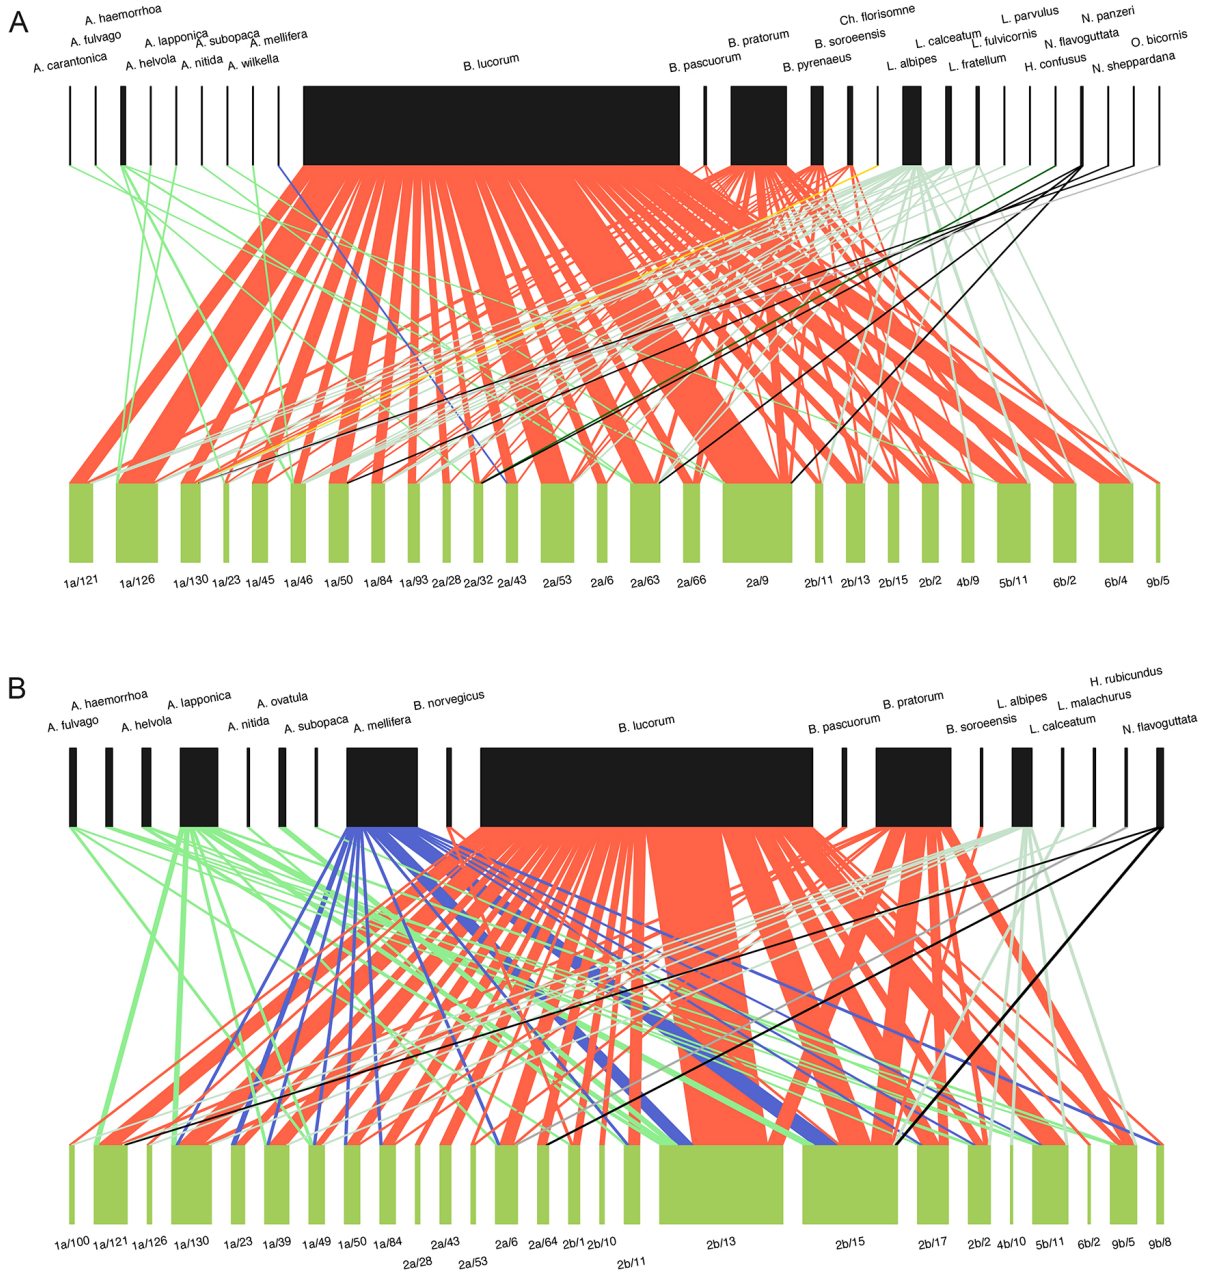 A
A. haemorrhoa
A. fulvago
A. carantonica
A. lapponica
A. helvola
A. subopaca
A. nitida
A. mellifera
A. wilkella
B. lucorum
B. pascuorum
B. pratorum
B. pyrenaeus
B. soroeensis
Ch. florisomne
L. albipes
L. calceatum
L. fratellum
L. fulvicornis
L. parvulus
H. confusus
N. flavoguttata
N. panzeri
N. sheppardana
O. bicornis
1a/121 1a/126 1a/130 1a/23 1a/45 1a/46 1a/50 1a/84 1a/93 2a/28 2a/32 2a/43 2a/53 2a/6 2a/63 2a/66 2a/9 2b/11 2b/13 2b/15 2b/2 4b/9 5b/11 6b/2 6b/4 9b/5
B
A. fulvago
A. haemorrhoa
A. helvola
A. lapponica
A. nitida
A. ovatula
A. subopaca
A. mellifera
B. norvegicus
B. lucorum
B. pascuorum
B. pratorum
B. soroeensis
L. albipes
L. calceatum
L. malachurus
H. rubicundus
N. flavoguttata
1a/100 1a/121 1a/126 1a/130 1a/23 1a/39 1a/49 1a/50 1a/84 2a/43 2a/6 2a/64 2b/1 2b/10 2b/13 2b/15 2b/17 2b/2 4b/10 5b/11 6b/2 9b/5 9b/8
2a/28 2a/53 2b/11